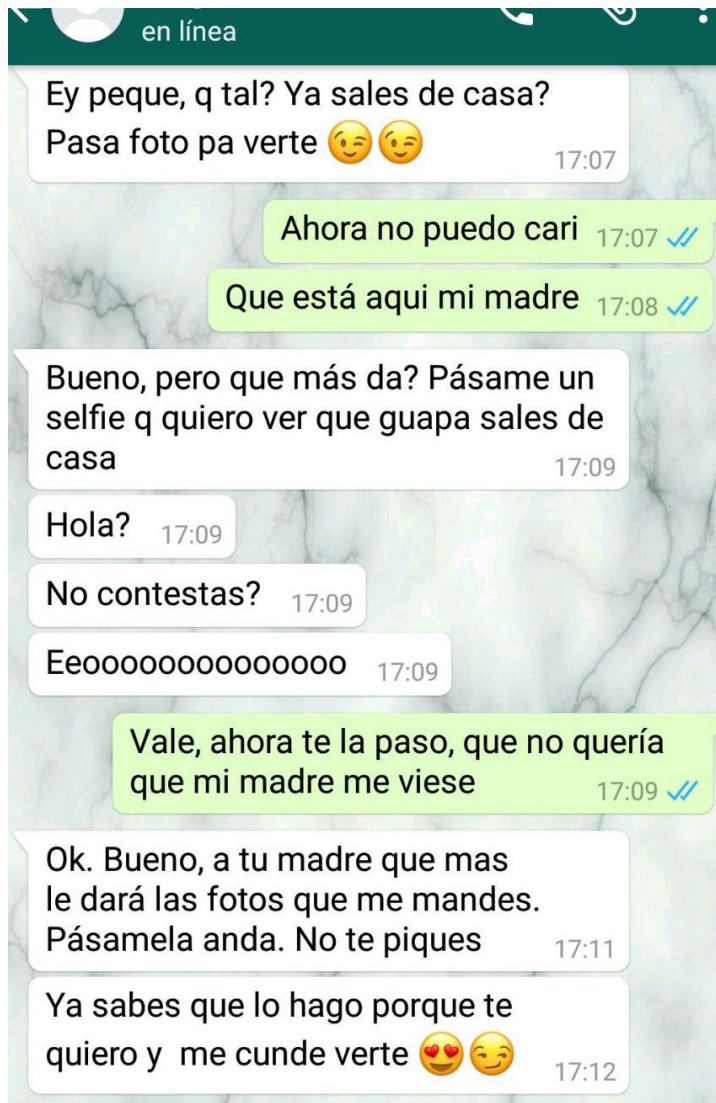 en línea
Ey peque, q tal? Ya sales de casa?
Pasa foto pa verte 😉😉
17:07
Ahora no puedo cari 17:07
Que está aqui mi madre 17:08
Bueno, pero que más da? Pásame un
selfie q quiero ver que guapa sales de
casa
17:09
Hola? 17:09
No contestas? 17:09
Eeoooooooooooooo 17:09
Vale, ahora te la paso, que no quería
que mi madre me viese 17:09
Ok. Bueno, a tu madre que mas
le dará las fotos que me mandes.
Pásamela anda. No te piques 17:11
Ya sabes que lo hago porque te
quiero y  me cunde verte 😍😏 17:12